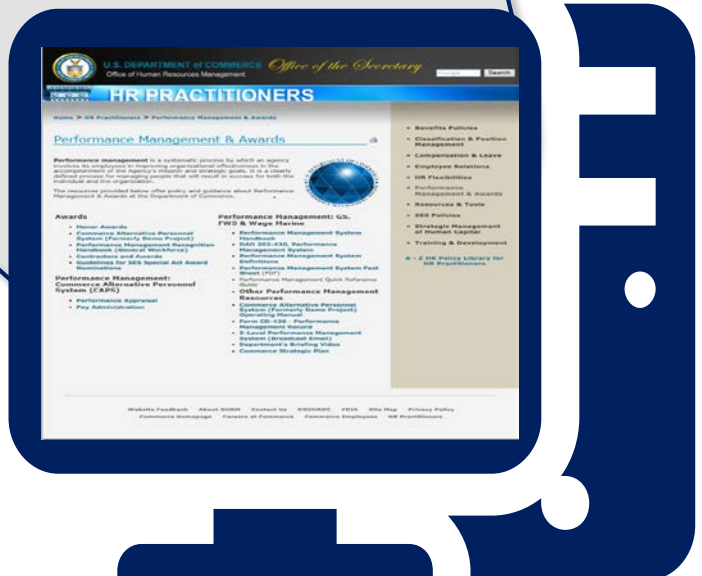 U.S. DEPARTMENT of COMMERCE Office of the Secretary
Office of Human Resources Management
Search
HR PRACTITIONERS
Home > HR Practitioners > Performance Management & Awards
Performance Management & Awards
Performance management is a systematic process by which an agency
involves its employees in improving organizational effectiveness in the
accomplishment of the Agency's mission and strategic goals. It is a clearly
defined process for managing people that will result in success for both the
individual and the organization.
The resources provided below offer policy and guidance about Performance
Management & Awards at the Department of Commerce.
Awards
• Honor Awards
• Commerce Alternative Personnel
System (Formerly Demo Project)
• Performance Management Recognition
Handbook (General Workforce)
• Contractors and Awards
• Guidelines for SES Special Act Award
Nominations
Performance Management:
Commerce Alternative Personnel
System (CAPS)
• Performance Appraisal
• Pay Administration
Performance Management: GS,
FWS & Wage Marine
• Performance Management System
Handbook
• DAO 202-430, Performance
Management System
• Performance Management System
Definitions
• Performance Management System Fact
Sheet (PDF)
• Performance Management Quick Reference
Guide
• Other Performance Management
Resources
• Commerce Alternative Personnel
System (Formerly Demo Project)
Operating Manual
• Form CD-430 - Performance
Management Record
• 5-Level Performance Management
System (Broadcast Email)
• Department's Briefing Video
• Commerce Strategic Plan
• Benefits Policies
• Classification & Position
Management
• Compensation & Leave
• Employee Relations
• HR Flexibilities
• Performance
Management & Awards
• Resources & Tools
• SES Policies
• Strategic Management
of Human Capital
• Training & Development
A - Z HR Policy Library for
HR Practitioners
Website Feedback About OHRM Contact Us FOIA Site Map Privacy Policy
Commerce Homepage Careers at Commerce Commerce Employees HR Practitioners